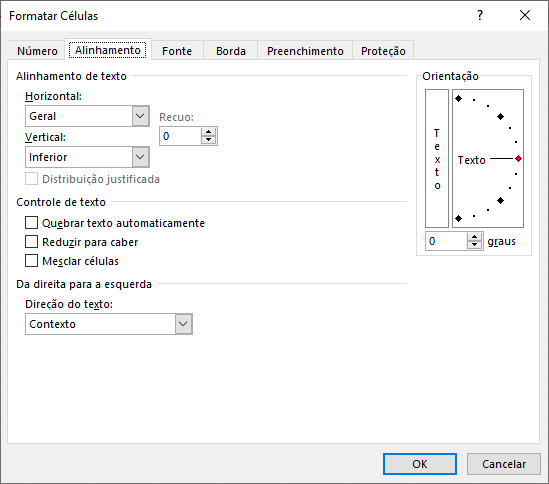 Formatar Células
?
Número Alinhamento Fonte Borda Preenchimento Proteção
Alinhamento de texto
Horizontal:
Geral
Recuo:
0
Vertical:
Inferior
Distribuição justificada
Controle de texto
Quebrar texto automaticamente
Reduzir para caber
Mesclar células
Da direita para a esquerda
Direção do texto:
Contexto
Orientação
Texto
Texto
0 graus
OK Cancelar